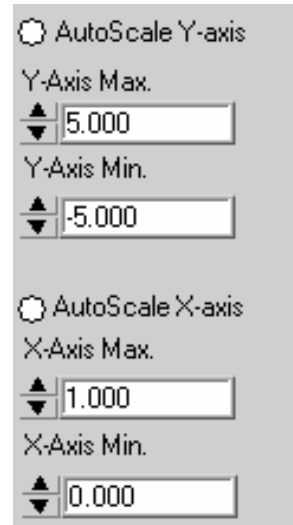 AutoScale Y-axis
Y-Axis Max.
5.000
Y-Axis Min.
-5.000
AutoScale X-axis
X-Axis Max.
1.000
X-Axis Min.
0.000